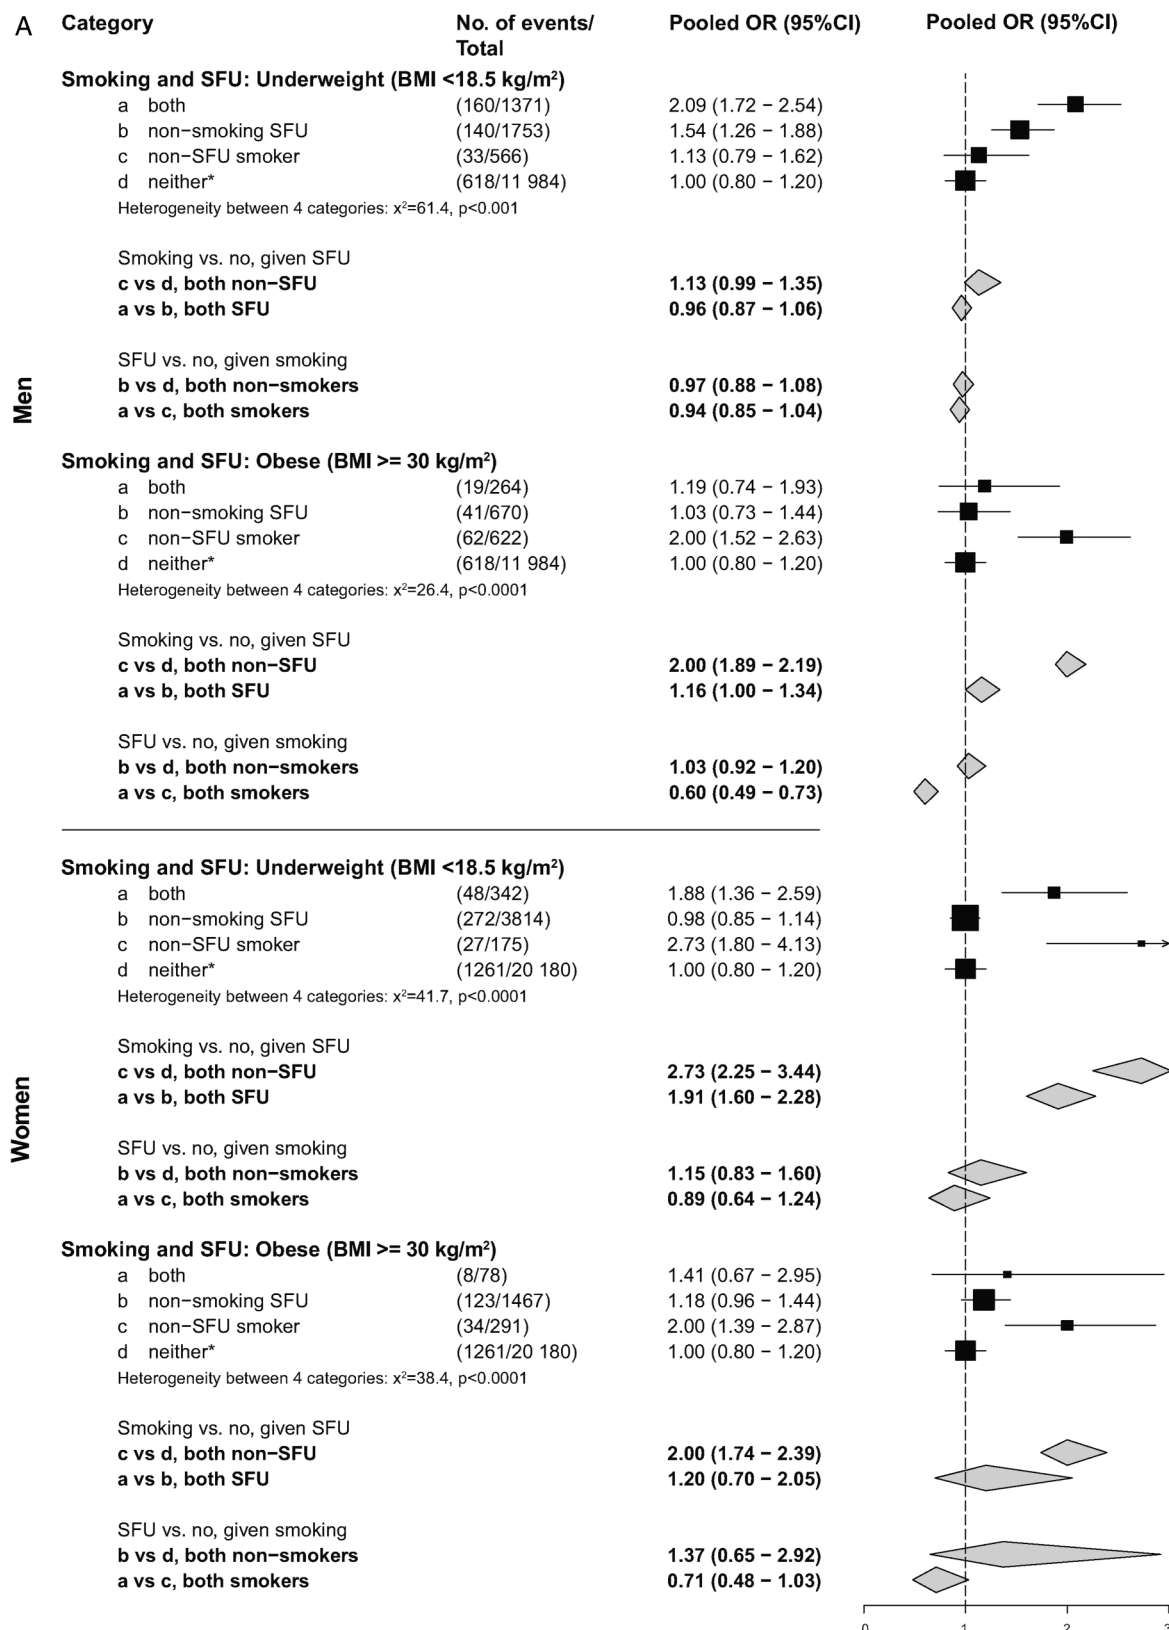 A Category No. of events/ Pooled OR (95%CI) Pooled OR (95%CI)
Total
Men
Smoking and SFU: Underweight (BMI <18.5 kg/m²)
a both (160/1371) 2.09 (1.72 − 2.54)
b non−smoking SFU (140/1753) 1.54 (1.26 − 1.88)
c non−SFU smoker (33/566) 1.13 (0.79 − 1.62)
d neither* (618/11 984) 1.00 (0.80 − 1.20)
Heterogeneity between 4 categories: x²=61.4, p<0.001
Smoking vs. no, given SFU
c vs d, both non−SFU 1.13 (0.99 − 1.35)
a vs b, both SFU 0.96 (0.87 − 1.06)
SFU vs. no, given smoking
b vs d, both non−smokers 0.97 (0.88 − 1.08)
a vs c, both smokers 0.94 (0.85 − 1.04)
Smoking and SFU: Obese (BMI >= 30 kg/m²)
a both (19/264) 1.19 (0.74 − 1.93)
b non−smoking SFU (41/670) 1.03 (0.73 − 1.44)
c non−SFU smoker (62/622) 2.00 (1.52 − 2.63)
d neither* (618/11 984) 1.00 (0.80 − 1.20)
Heterogeneity between 4 categories: x²=26.4, p<0.0001
Smoking vs. no, given SFU
c vs d, both non−SFU 2.00 (1.89 − 2.19)
a vs b, both SFU 1.16 (1.00 − 1.34)
SFU vs. no, given smoking
b vs d, both non−smokers 1.03 (0.92 − 1.20)
a vs c, both smokers 0.60 (0.49 − 0.73)
Women
Smoking and SFU: Underweight (BMI <18.5 kg/m²)
a both (48/342) 1.88 (1.36 − 2.59)
b non−smoking SFU (272/3814) 0.98 (0.85 − 1.14)
c non−SFU smoker (27/175) 2.73 (1.80 − 4.13)
d neither* (1261/20 180) 1.00 (0.80 − 1.20)
Heterogeneity between 4 categories: x²=41.7, p<0.0001
Smoking vs. no, given SFU
c vs d, both non−SFU 2.73 (2.25 − 3.44)
a vs b, both SFU 1.91 (1.60 − 2.28)
SFU vs. no, given smoking
b vs d, both non−smokers 1.15 (0.83 − 1.60)
a vs c, both smokers 0.89 (0.64 − 1.24)
Smoking and SFU: Obese (BMI >= 30 kg/m²)
a both (8/78) 1.41 (0.67 − 2.95)
b non−smoking SFU (123/1467) 1.18 (0.96 − 1.44)
c non−SFU smoker (34/291) 2.00 (1.39 − 2.87)
d neither* (1261/20 180) 1.00 (0.80 − 1.20)
Heterogeneity between 4 categories: x²=38.4, p<0.0001
Smoking vs. no, given SFU
c vs d, both non−SFU 2.00 (1.74 − 2.39)
a vs b, both SFU 1.20 (0.70 − 2.05)
SFU vs. no, given smoking
b vs d, both non−smokers 1.37 (0.65 − 2.92)
a vs c, both smokers 0.71 (0.48 − 1.03)
0 1 2 3